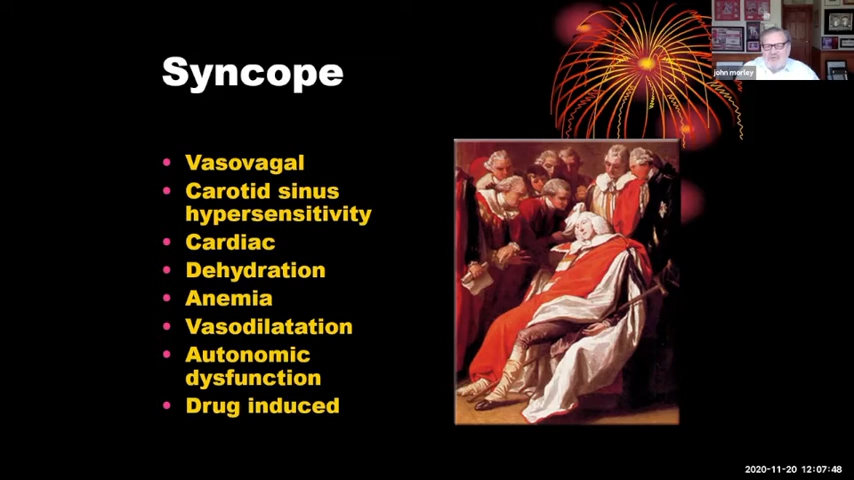 Syncope
john morley
• Vasovagal
• Carotid sinus
hypersensitivity
• Cardiac
• Dehydration
• Anemia
• Vasodilatation
• Autonomic
dysfunction
• Drug induced
2020-11-20 12:07:48